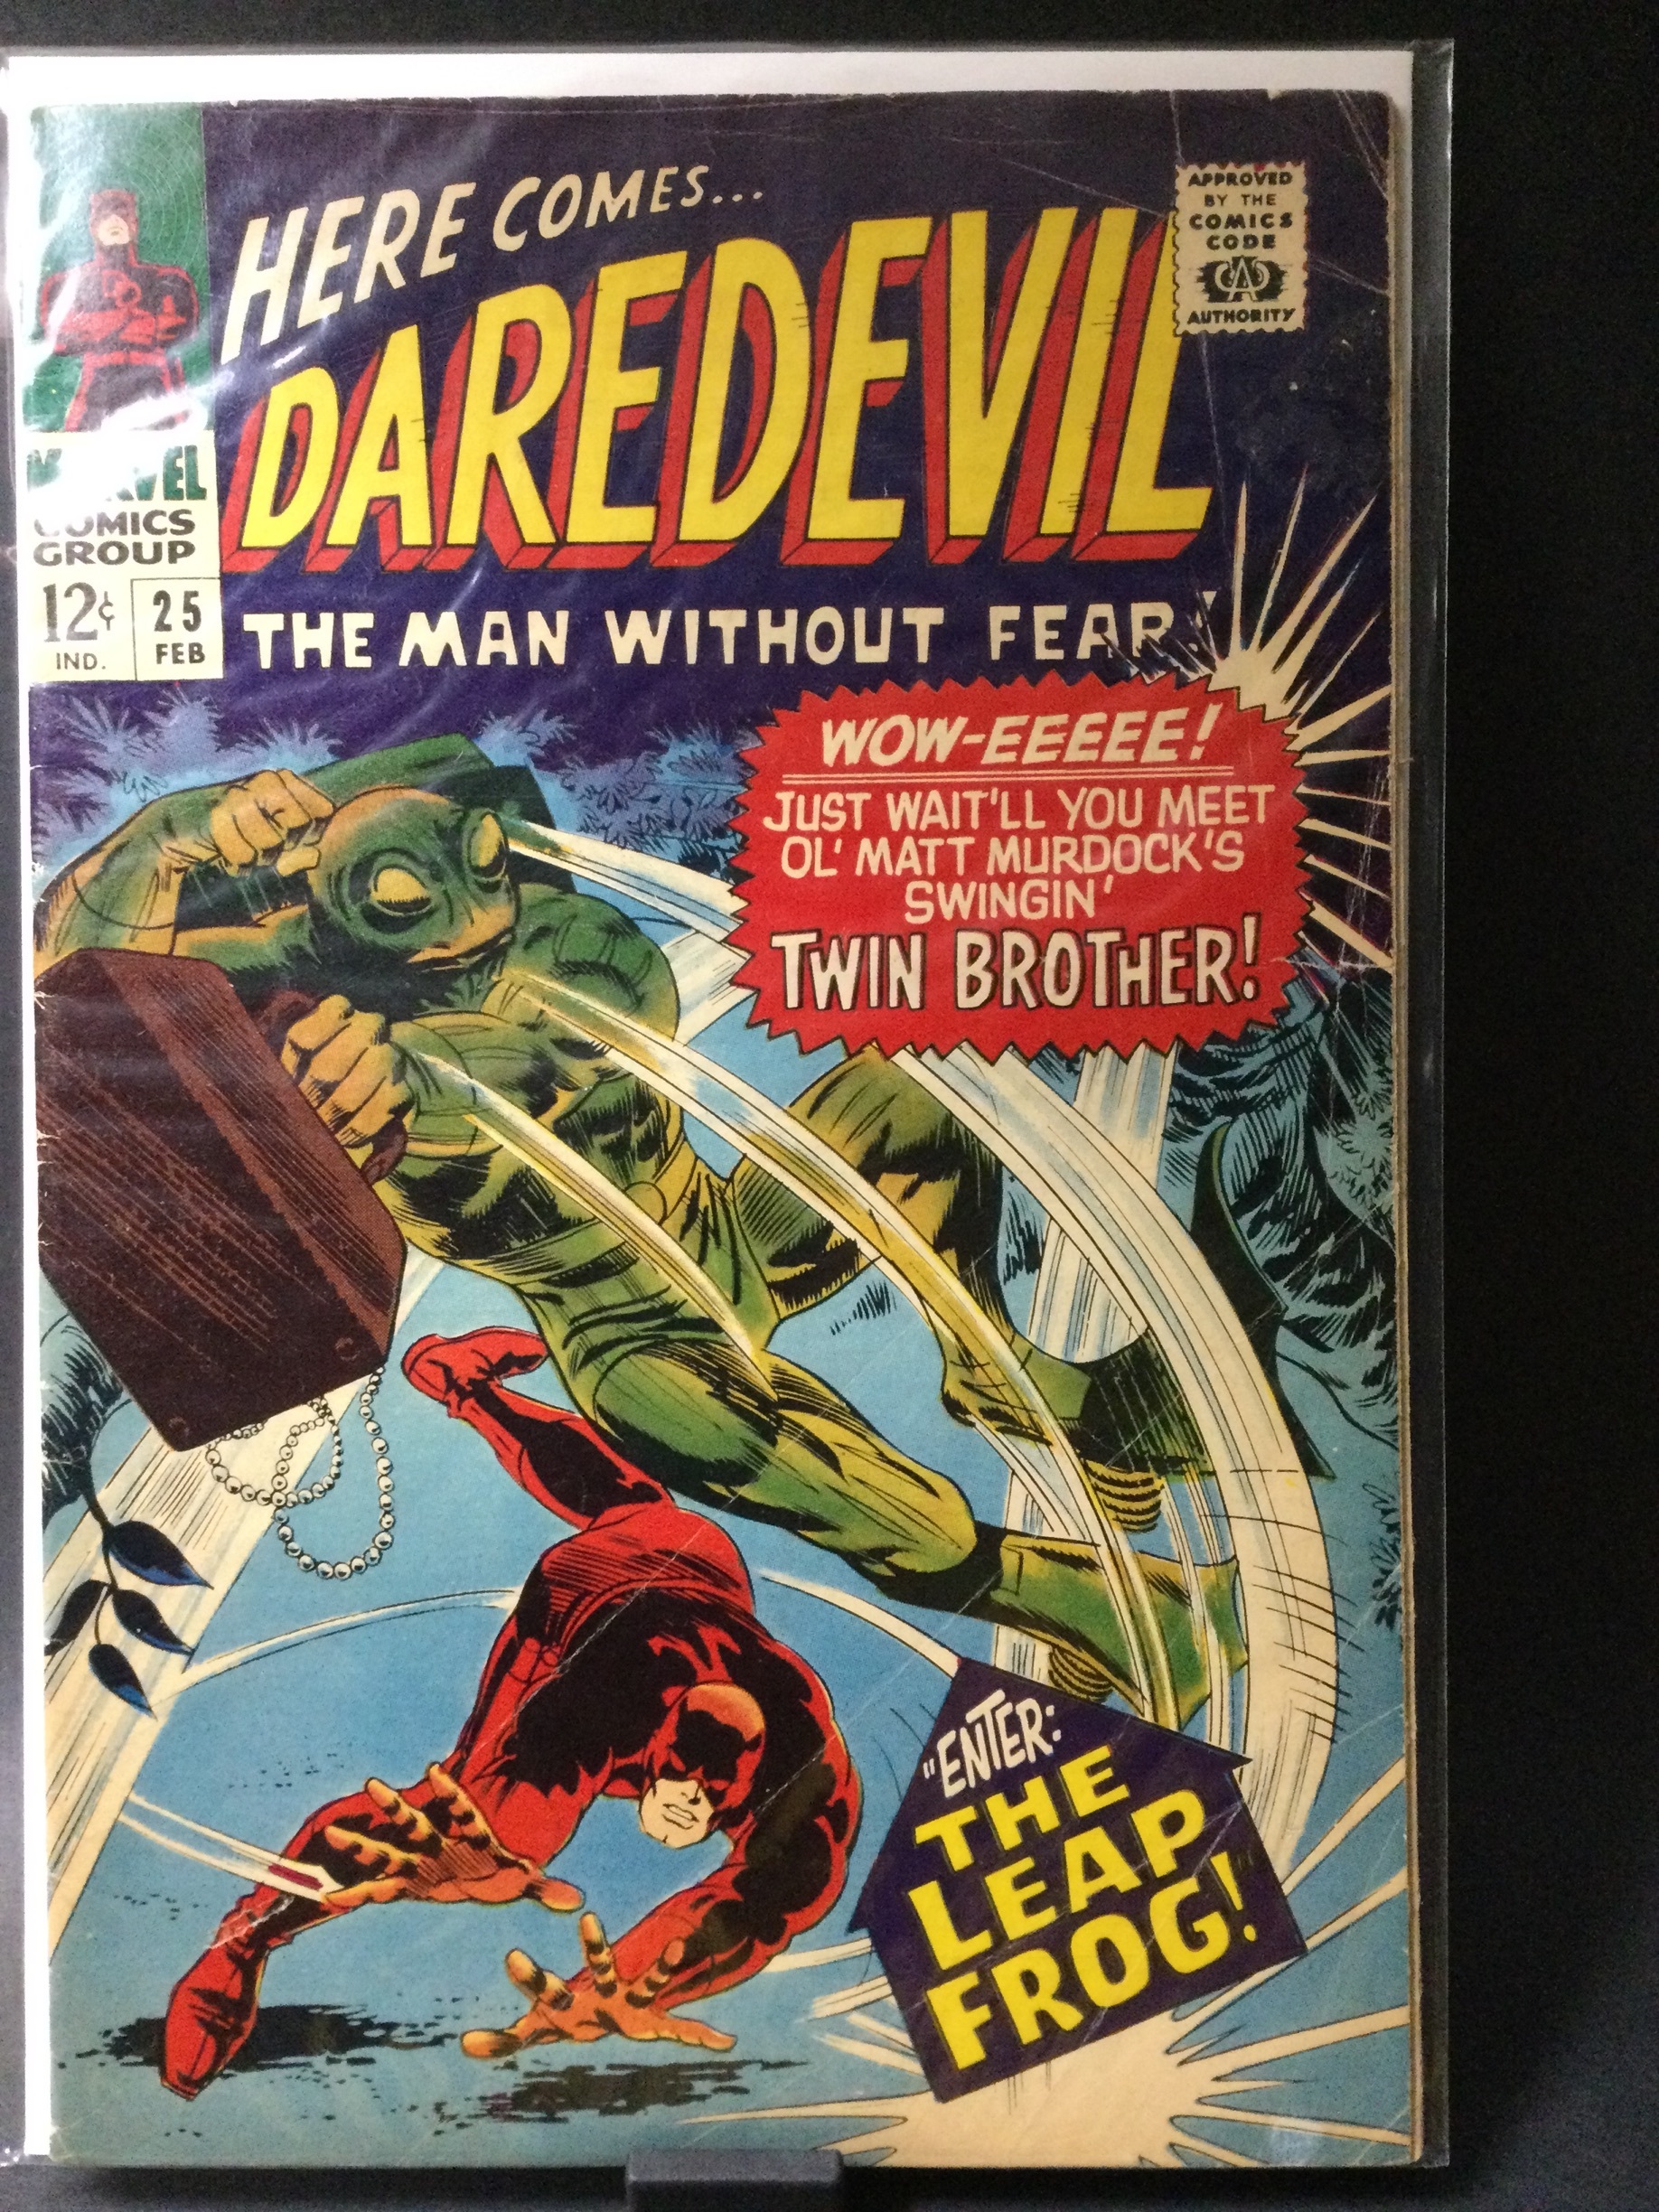 HERE COMES...
DAREDEVIL
THE MAN WITHOUT FEAR!
APPROVED
BY THE
COMICS
CODE
CA
AUTHORITY
MARVEL
COMICS
GROUP
12¢
IND.
25
FEB
WOW-EEEEE!
JUST WAIT'LL YOU MEET
OL' MATT MURDOCK'S
SWINGIN'
TWIN BROTHER!
"ENTER:
THE
LEAP
FROG!"